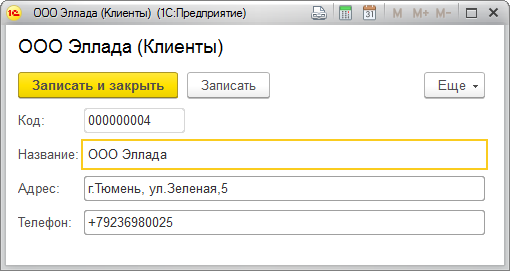 ООО Эллада (Клиенты) (1С:Предприятие)
M M+ M-
ООО Эллада (Клиенты)
Записать и закрыть Записать Еще
Код: 000000004
Название: ООО Эллада
Адрес: г.Тюмень, ул.Зеленая,5
Телефон: +79236980025